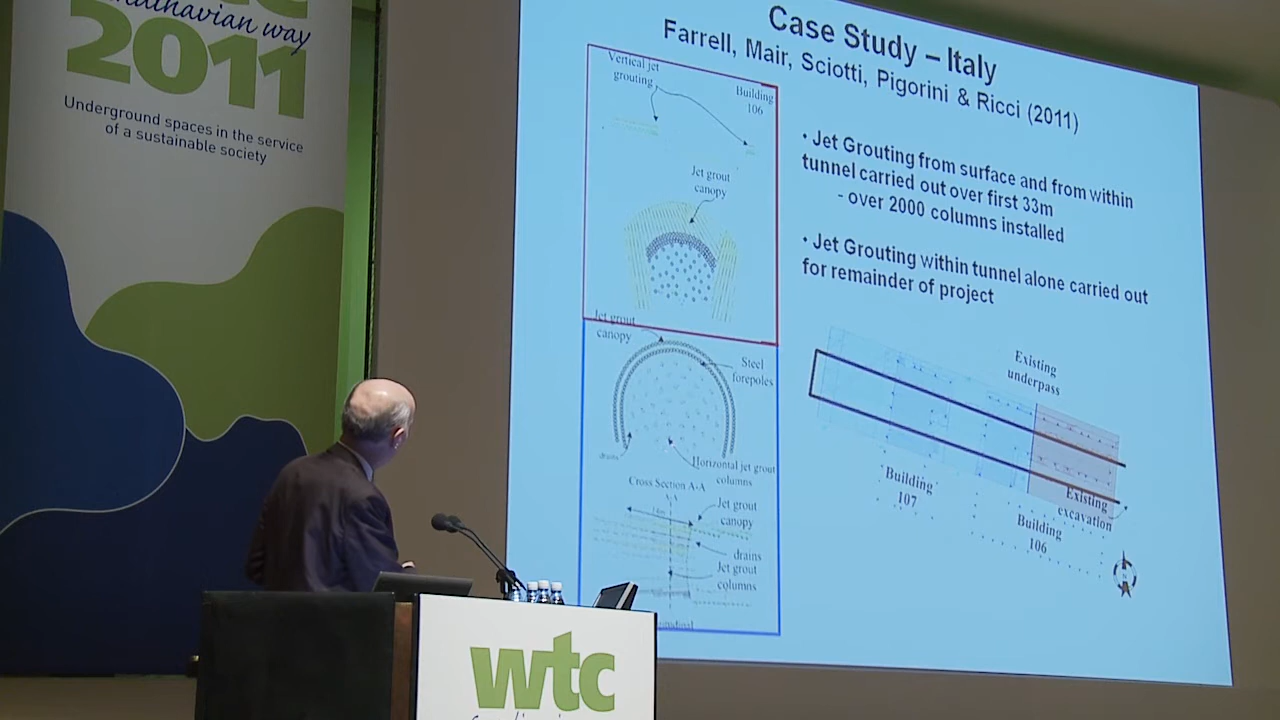 2011
Underground spaces in the service
of a sustainable society
Case Study – Italy
Farrell, Mair, Sciotti, Pigorini & Ricci (2011)
Vertical jet
grouting
Building
106
Jet grout
canopy
Jet grout
canopy
Steel
forepoles
drains
Horizontal jet grout
columns
Cross Section A-A
14m
Jet grout
canopy
drains
Jet grout
columns
• Jet Grouting from surface and from within
tunnel carried out over first 33m
- over 2000 columns installed
• Jet Grouting within tunnel alone carried out
for remainder of project
Existing
underpass
Building
107
Existing
excavation
Building
106
wtc